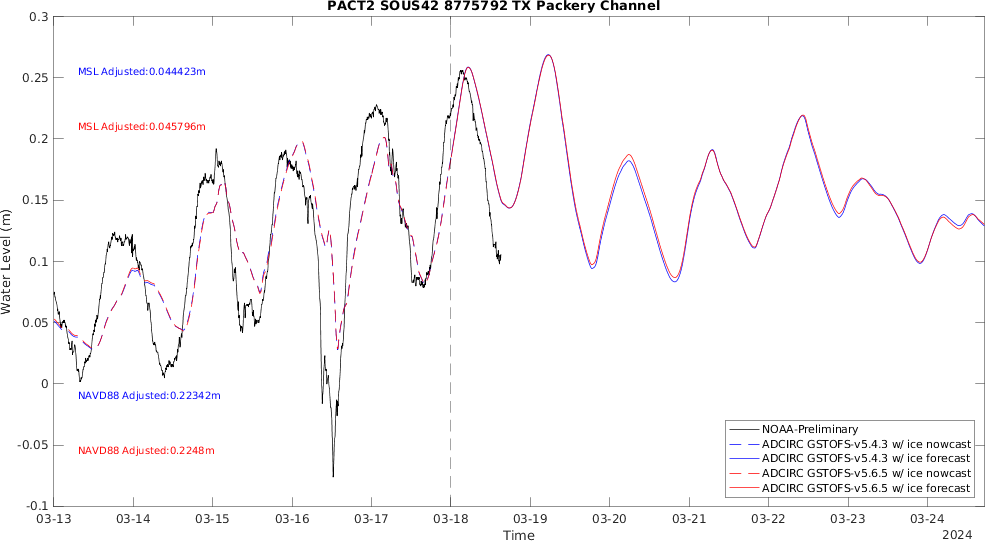 PACT2 SOUS42 8775792 TX Packery Channel
0.3
0.25
0.2
0.15
0.1
0.05
0
-0.05
-0.1
Water Level (m)
MSL Adjusted:0.044423m
MSL Adjusted:0.045796m
NAVD88 Adjusted:0.22342m
NAVD88 Adjusted:0.2248m
NOAA-Preliminary
ADCIRC GSTOFS-v5.4.3 w/ ice nowcast
ADCIRC GSTOFS-v5.4.3 w/ ice forecast
ADCIRC GSTOFS-v5.6.5 w/ ice nowcast
ADCIRC GSTOFS-v5.6.5 w/ ice forecast
03-13 03-14 03-15 03-16 03-17 03-18 03-19 03-20 03-21 03-22 03-23 03-24
Time
2024